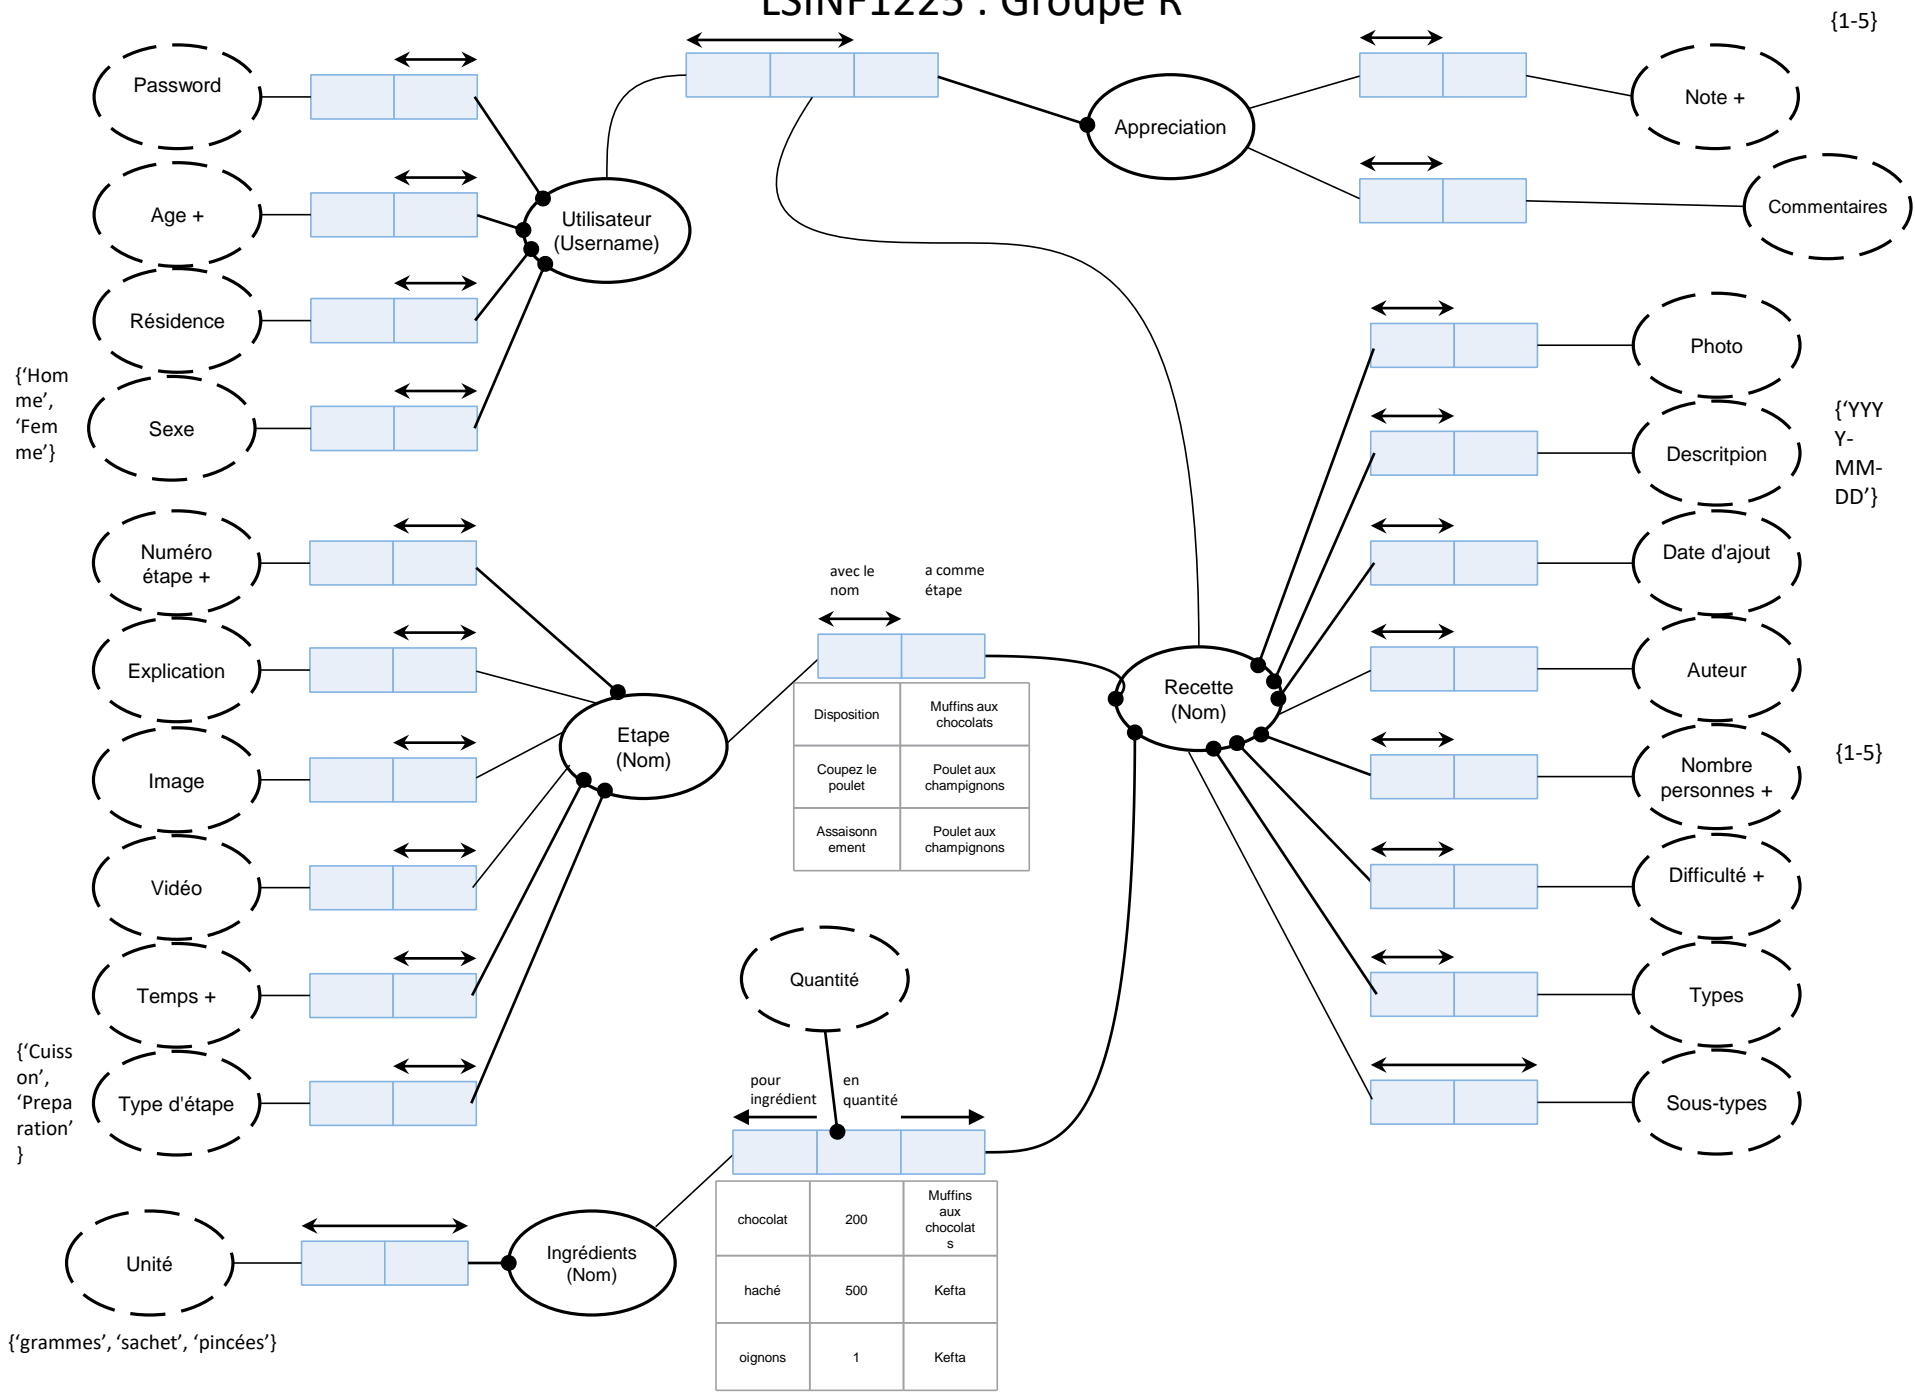 LSINF1225 : Groupe R
{1-5}
Password
Note +
Appreciation
Age +
Utilisateur
(Username)
Commentaires
Résidence
Photo
{‘Hom
me’,
‘Fem
me’}
Sexe
Descritpion
{‘YYY
Y-
MM-
DD’}
Numéro
étape +
avec le
nom
a comme
étape
Date d'ajout
Explication
Recette
(Nom)
Auteur
Disposition
Muffins aux
chocolats
Etape
(Nom)
Image
Coupez le
poulet
Poulet aux
champignons
Nombre
personnes +
{1-5}
Assaisonn
ement
Poulet aux
champignons
Vidéo
Difficulté +
Quantité
Temps +
Types
{‘Cuiss
on’,
‘Prepa
ration’
}
Type d'étape
pour
ingrédient
en
quantité
Sous-types
chocolat
200
Muffins
aux
chocolat
s
Unité
Ingrédients
(Nom)
haché
500
Kefta
{‘grammes’, ‘sachet’, ‘pincées’}
oignons
1
Kefta